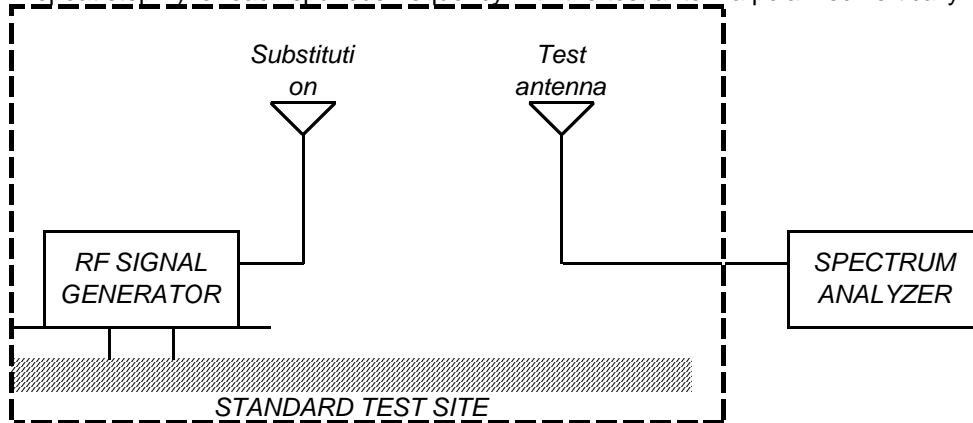 Substituti
on
Test
antenna
RF SIGNAL
GENERATOR
SPECTRUM
ANALYZER
STANDARD TEST SITE